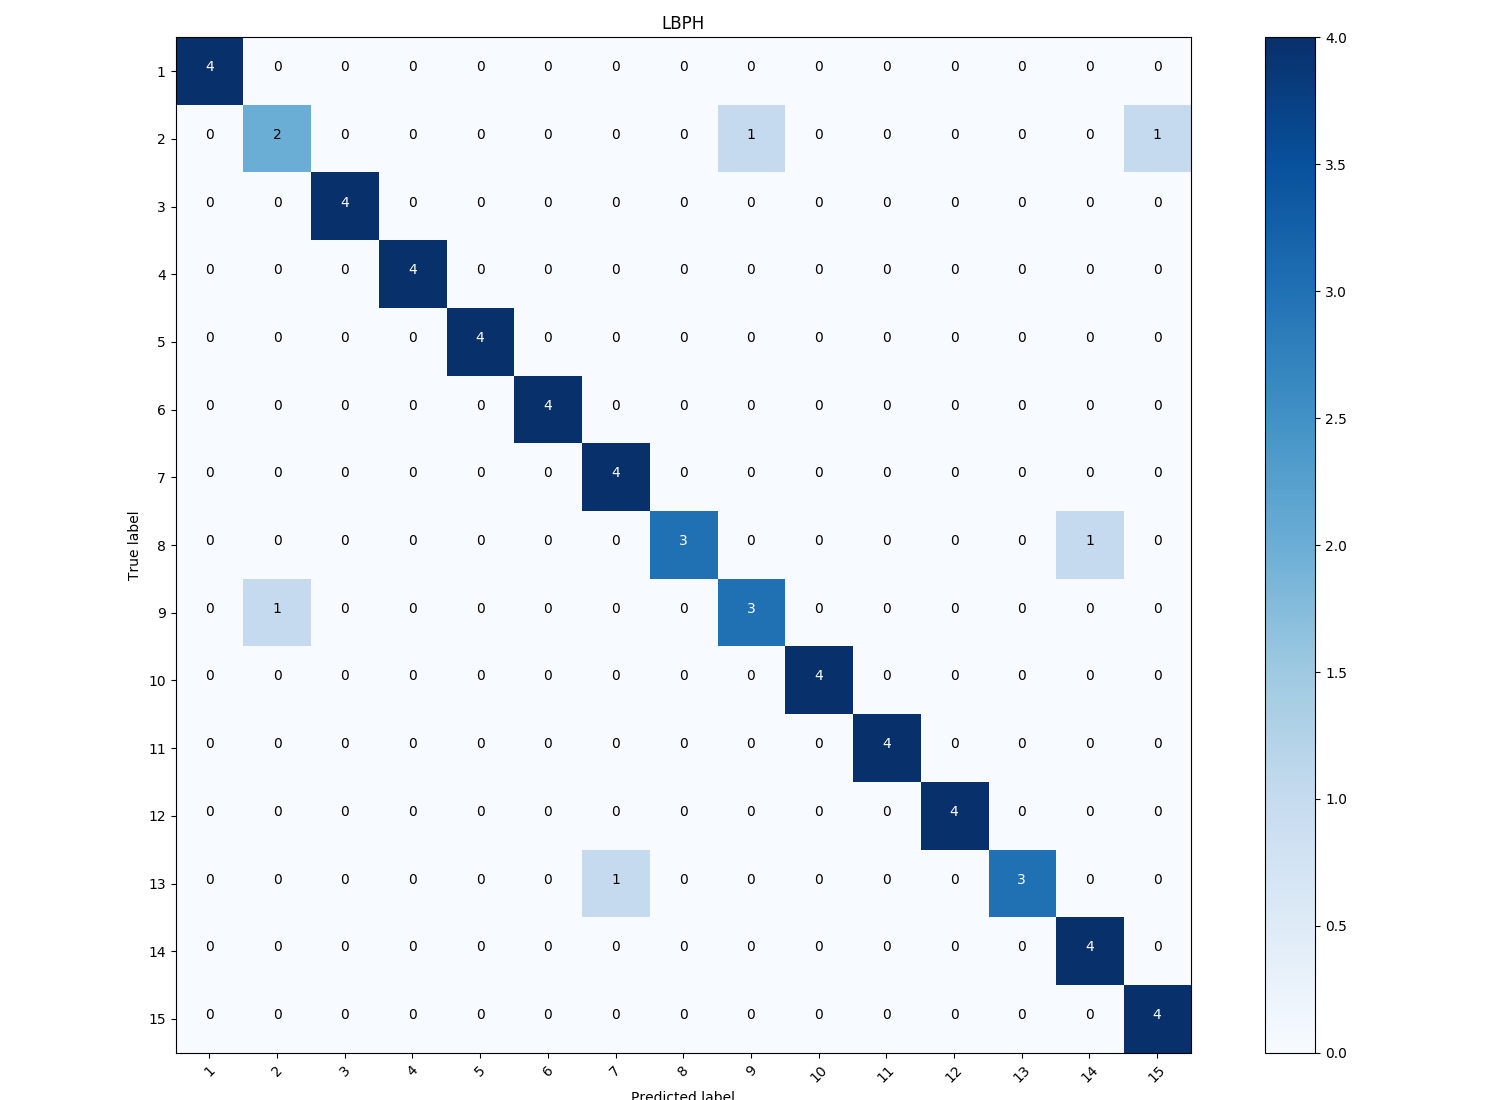 LBPH
1 4 0 0 0 0 0 0 0 0 0 0 0 0 0 0
2 0 2 0 0 0 0 0 0 1 0 0 0 0 0 1
3 0 0 4 0 0 0 0 0 0 0 0 0 0 0 0
4 0 0 0 4 0 0 0 0 0 0 0 0 0 0 0
5 0 0 0 0 4 0 0 0 0 0 0 0 0 0 0
6 0 0 0 0 0 4 0 0 0 0 0 0 0 0 0
7 0 0 0 0 0 0 4 0 0 0 0 0 0 0 0
8 0 0 0 0 0 0 0 3 0 0 0 0 0 1 0
9 0 1 0 0 0 0 0 0 3 0 0 0 0 0 0
10 0 0 0 0 0 0 0 0 0 4 0 0 0 0 0
11 0 0 0 0 0 0 0 0 0 0 4 0 0 0 0
12 0 0 0 0 0 0 0 0 0 0 0 4 0 0 0
13 0 0 0 0 0 0 1 0 0 0 0 0 3 0 0
14 0 0 0 0 0 0 0 0 0 0 0 0 0 4 0
15 0 0 0 0 0 0 0 0 0 0 0 0 0 0 4
1 2 3 4 5 6 7 8 9 10 11 12 13 14 15
True label
Predicted label
4.0
3.5
3.0
2.5
2.0
1.5
1.0
0.5
0.0